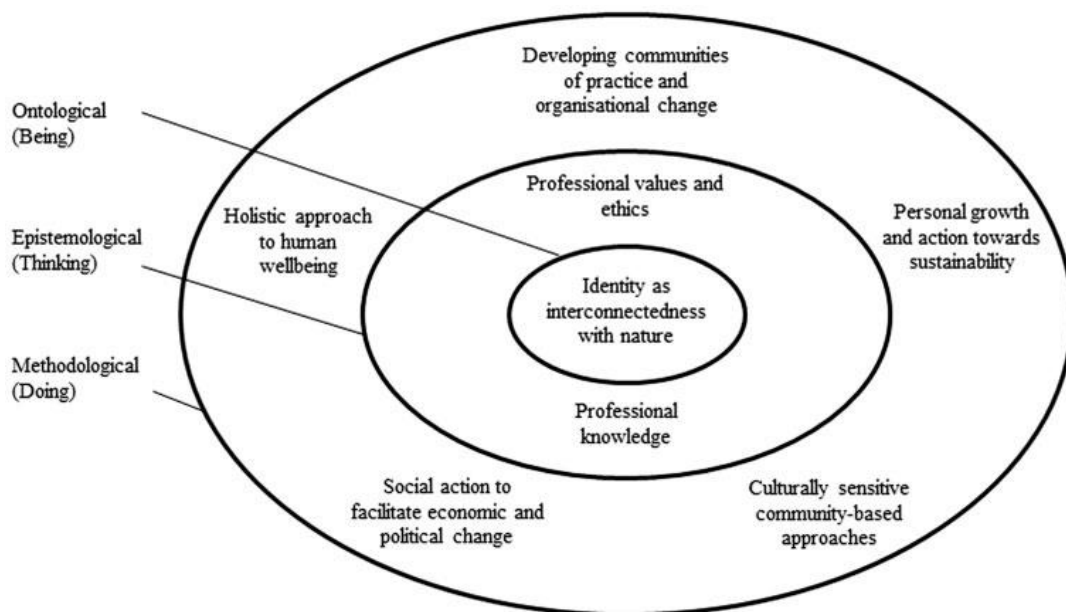 Ontological
(Being)
Epistemological
(Thinking)
Methodological
(Doing)
Developing communities
of practice and
organisational change
Professional values and
ethics
Holistic approach
to human
wellbeing
Personal growth
and action towards
sustainability
Identity as
interconnectedness
with nature
Professional
knowledge
Social action to
facilitate economic and
political change
Culturally sensitive
community-based
approaches